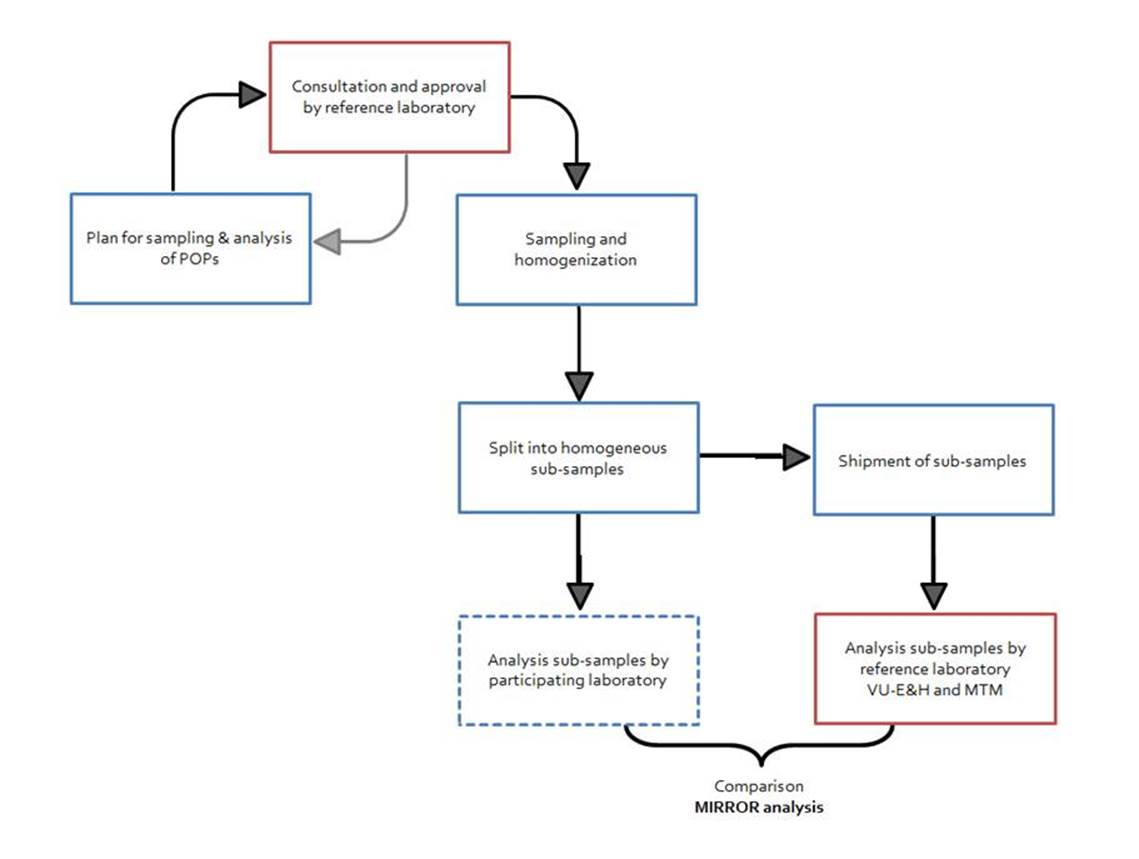 Consultation and approval
by reference laboratory
Plan for sampling & analysis
of POPs
Sampling and
homogenization
Split into homogeneous
sub-samples
Shipment of sub-samples
Analysis sub-samples by
participating laboratory
Analysis sub-samples by
reference laboratory
VU-E&H and MTM
Comparison
MIRROR analysis